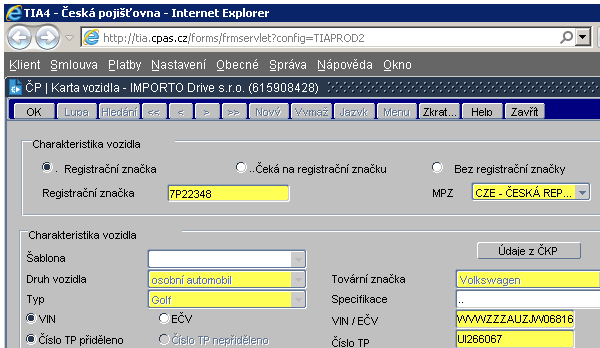 TIA4 - Česká pojišťovna - Internet Explorer
http://tia.cpas.cz/forms/frmservlet?config=TIAPROD2
Klient Smlouva Platby Nastavení Obecné Správa Nápověda Okno
ČP | Karta vozidla - IMPORTO Drive s.r.o. (615908428)
OK Lupa Hledání << < > >> Nový Vymaž Jazyk Menu Zkrat... Help Zavřít
Charakteristika vozidla
. Registrační značka ..Čeká na registrační značku Bez registrační značky
Registrační značka 7P22348 MPZ CZE - ČESKÁ REP...
Charakteristika vozidla
Šablona Údaje z ČKP
Druh vozidla osobní automobil Tovární značka Volkswagen
Typ Golf Specifikace ..
VIN EČV VIN / EČV WVWZZZAUZJW06816
Číslo TP přiděleno Číslo TP nepřiděleno Číslo TP UI266067